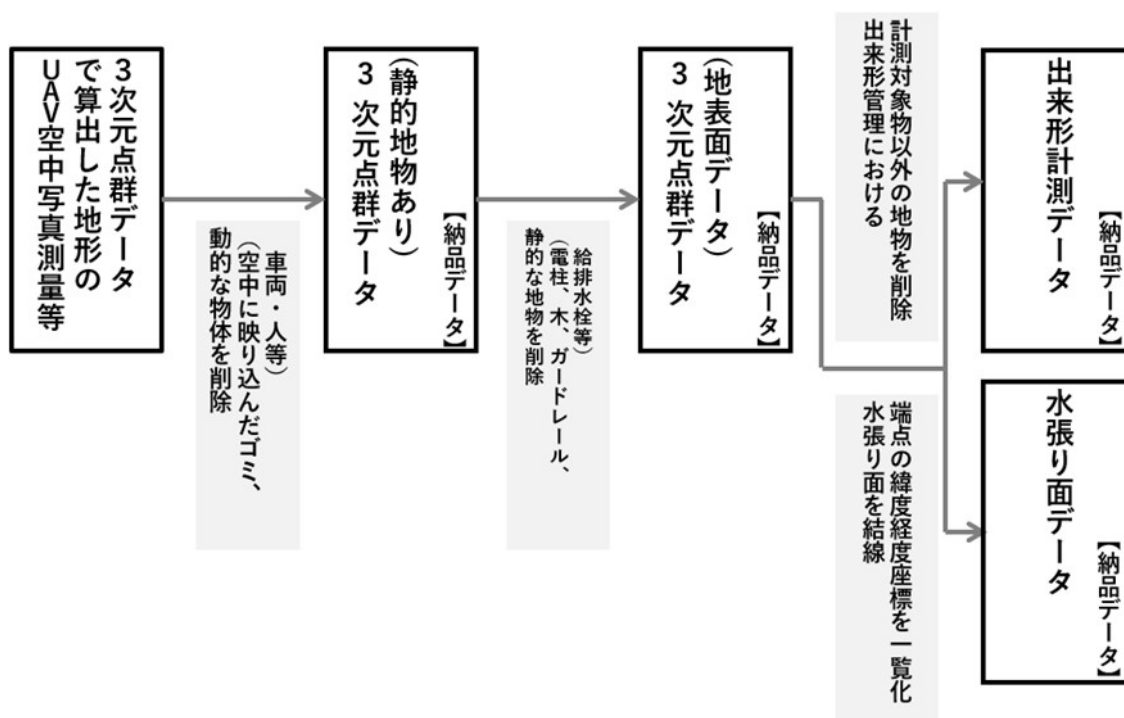 UAV空中写真測量等
で算出した地形の
３次元点群データ
動的な物体を削除
(空中に映り込んだゴミ、
車両・人等)
３次元点群データ
(静的地物あり)
【納品データ】
静的な地物を削除
(電柱、木、ガードレール、
給排水栓等)
３次元点群データ
(地表面データ)
【納品データ】
出来形管理における
計測対象物以外の地物を削除
出来形計測データ
【納品データ】
水張り面を結線
端点の緯度経度座標を一覧化
水張り面データ
【納品データ】